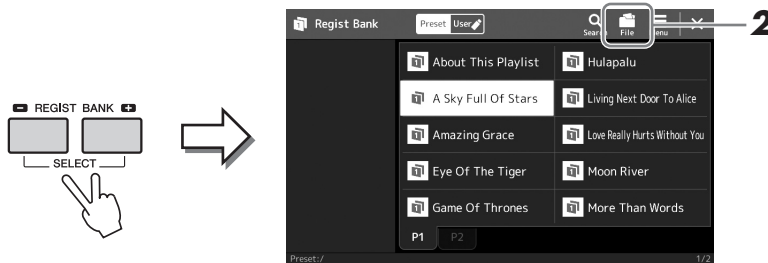 Regist Bank Preset User Search File Menu 2
About This Playlist Hulapalu
A Sky Full Of Stars Living Next Door To Alice
REGIST BANK
Amazing Grace Love Really Hurts Without You
SELECT
Eye Of The Tiger Moon River
Game Of Thrones More Than Words
P1 P2
Preset:/ 1/2